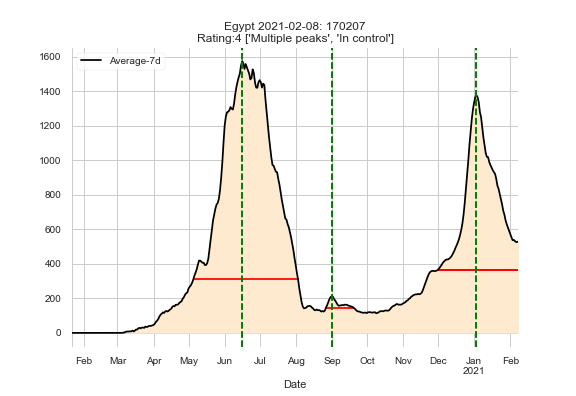 Egypt 2021-02-08: 170207
Rating:4 ['Multiple peaks', 'In control']
Average-7d
1600
1400
1200
1000
800
600
400
200
0
Feb Mar Apr May Jun Jul Aug Sep Oct Nov Dec Jan Feb
2021
Date